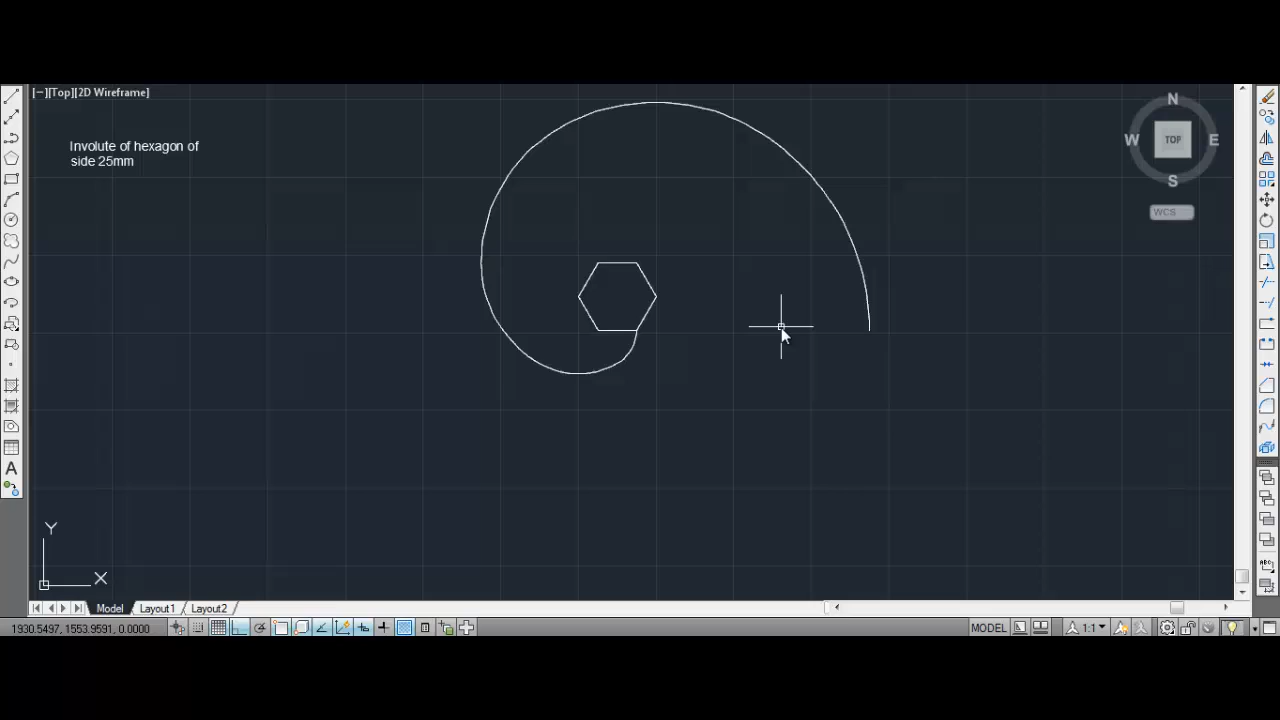 [−][Top][2D Wireframe]
N
W
TOP
E
S
WCS
Involute of hexagon of
side 25mm
A
Y
X
Model
Layout1
Layout2
1930.5497, 1553.9591, 0.0000
MODEL
1:1